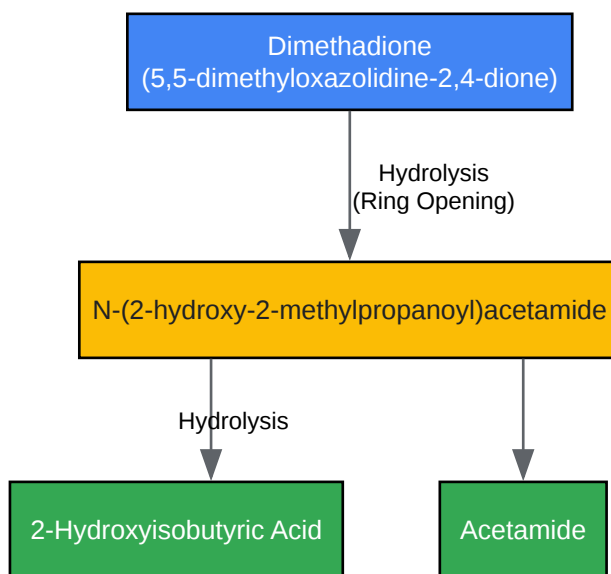 Dimethadione
(5,5-dimethyloxazolidine-2,4-dione)
Hydrolysis
(Ring Opening)
N-(2-hydroxy-2-methylpropanoyl)acetamide
Hydrolysis
2-Hydroxyisobutyric Acid
Acetamide